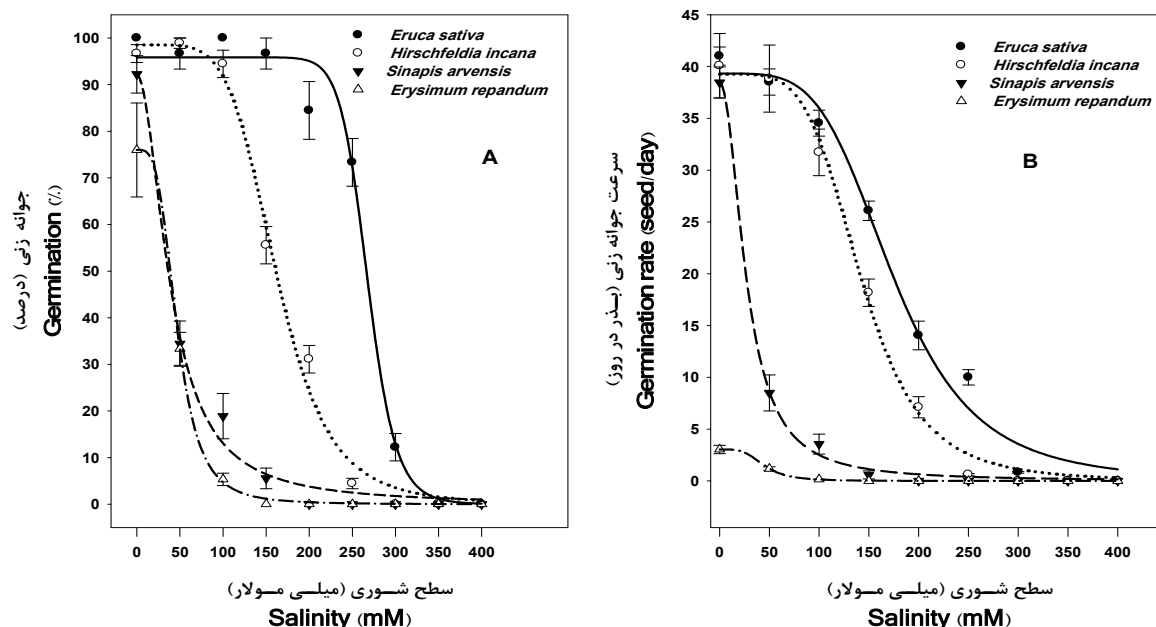 جوانه زنی (درصد)
Germination (٪)
100
90
80
70
60
50
40
30
20
10
0
Eruca sativa
Hirschfeldia incana
Sinapis arvensis
Erysimum repandum
A
0 50 100 150 200 250 300 350 400
سطح شوری (میلی مولار)
Salinity (mM)
سرعت جوانه زنی (بذر در روز)
Germination rate (seed/day)
45
40
35
30
25
20
15
10
5
0
Eruca sativa
Hirschfeldia incana
Sinapis arvensis
Erysimum repandum
B
0 50 100 150 200 250 300 350 400
سطح شوری (میلی مولار)
Salinity (mM)